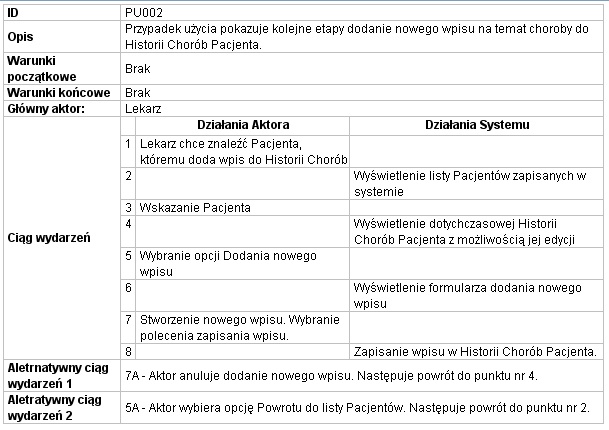 ID PU002
Opis Przypadek użycia pokazuje kolejne etapy dodanie nowego wpisu na temat choroby do
Historii Chorób Pacjenta.
Warunki
początkowe Brak
Warunki końcowe Brak
Główny aktor: Lekarz
Ciąg wydarzeń
Działania Aktora Działania Systemu
1 Lekarz chce znaleźć Pacjenta,
któremu doda wpis do Historii Chorób
2 Wyświetlenie listy Pacjentów zapisanych w
systemie
3 Wskazanie Pacjenta
4 Wyświetlenie dotychczasowej Historii
Chorób Pacjenta z możliwością jej edycji
5 Wybranie opcji Dodania nowego
wpisu
6 Wyświetlenie formularza dodania nowego
wpisu
7 Stworzenie nowego wpisu. Wybranie
polecenia zapisania wpisu.
8 Zapisanie wpisu w Historii Chorób Pacjenta.
Aletrnatywny ciąg
wydarzeń 1 7A - Aktor anuluje dodanie nowego wpisu. Następuje powrót do punktu nr 4.
Aletratywny ciąg
wydarzeń 2 5A - Aktor wybiera opcję Powrotu do listy Pacjentów. Następuje powrót do punktu nr 2.